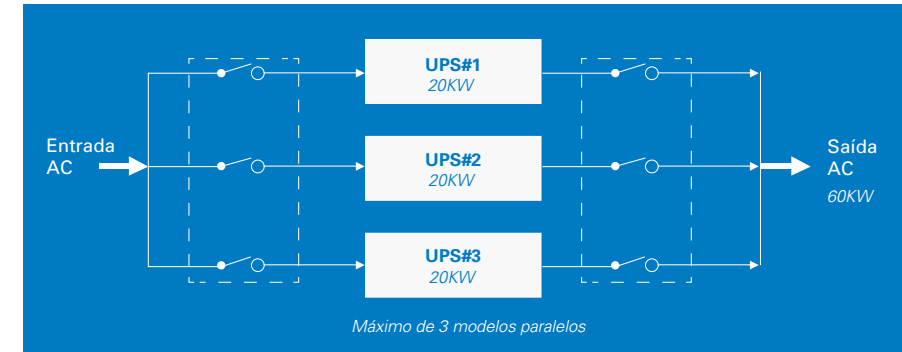 UPS#1
20KW
Entrada
AC
UPS#2
20KW
Saída
AC
60KW
UPS#3
20KW
Máximo de 3 modelos paralelos